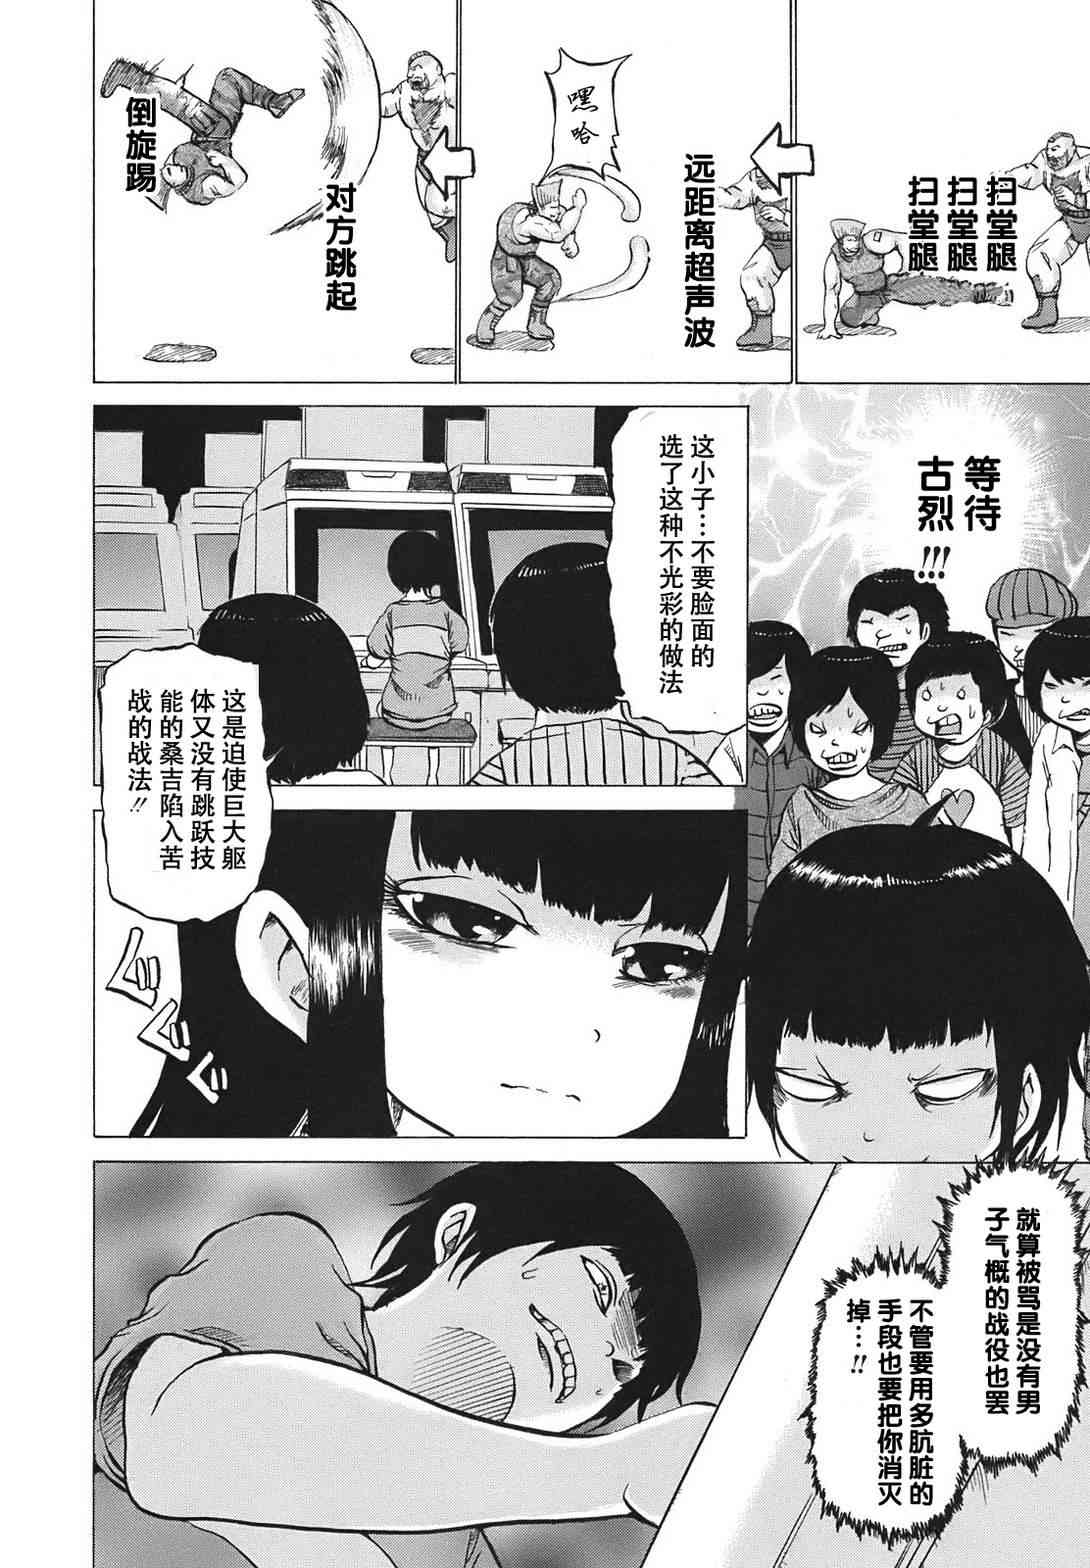 扫堂腿
扫堂腿
扫堂腿
远距离超声波
嘿哈
对方跳起
倒旋踢
等待
古烈!!!
这小子…不要脸面的
选了这种不光彩的做法
这是迫使巨大躯
体又没有跳跃技
能的桑吉陷入苦
战的战法!!
就算被骂是没有男
子气概的战役也罢
不管要用多肮脏的
手段也要把你消灭
掉…!!